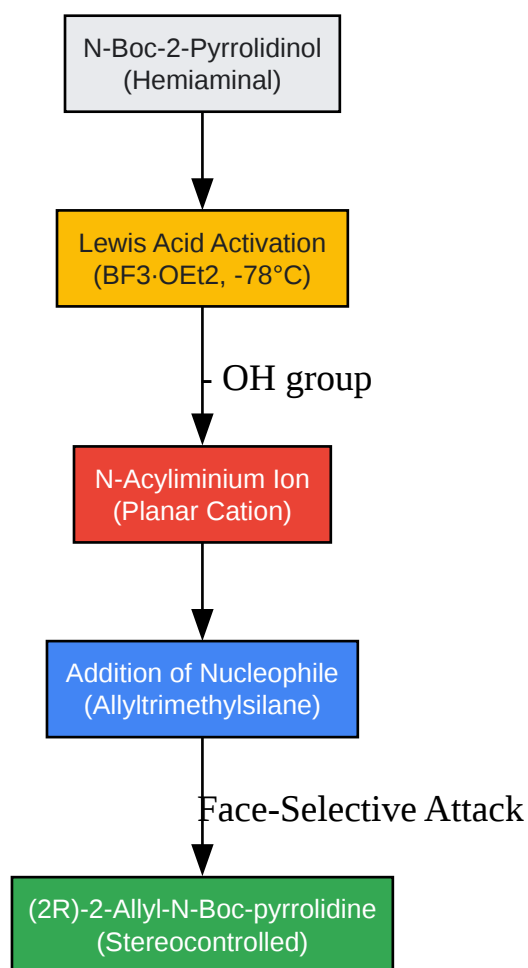 N-Boc-2-Pyrrolidinol
(Hemiaminal)
Lewis Acid Activation
(BF3·OEt2, -78°C)
- OH group
N-Acyliminium Ion
(Planar Cation)
Addition of Nucleophile
(Allyltrimethylsilane)
Face-Selective Attack
(2R)-2-Allyl-N-Boc-pyrrolidine
(Stereocontrolled)